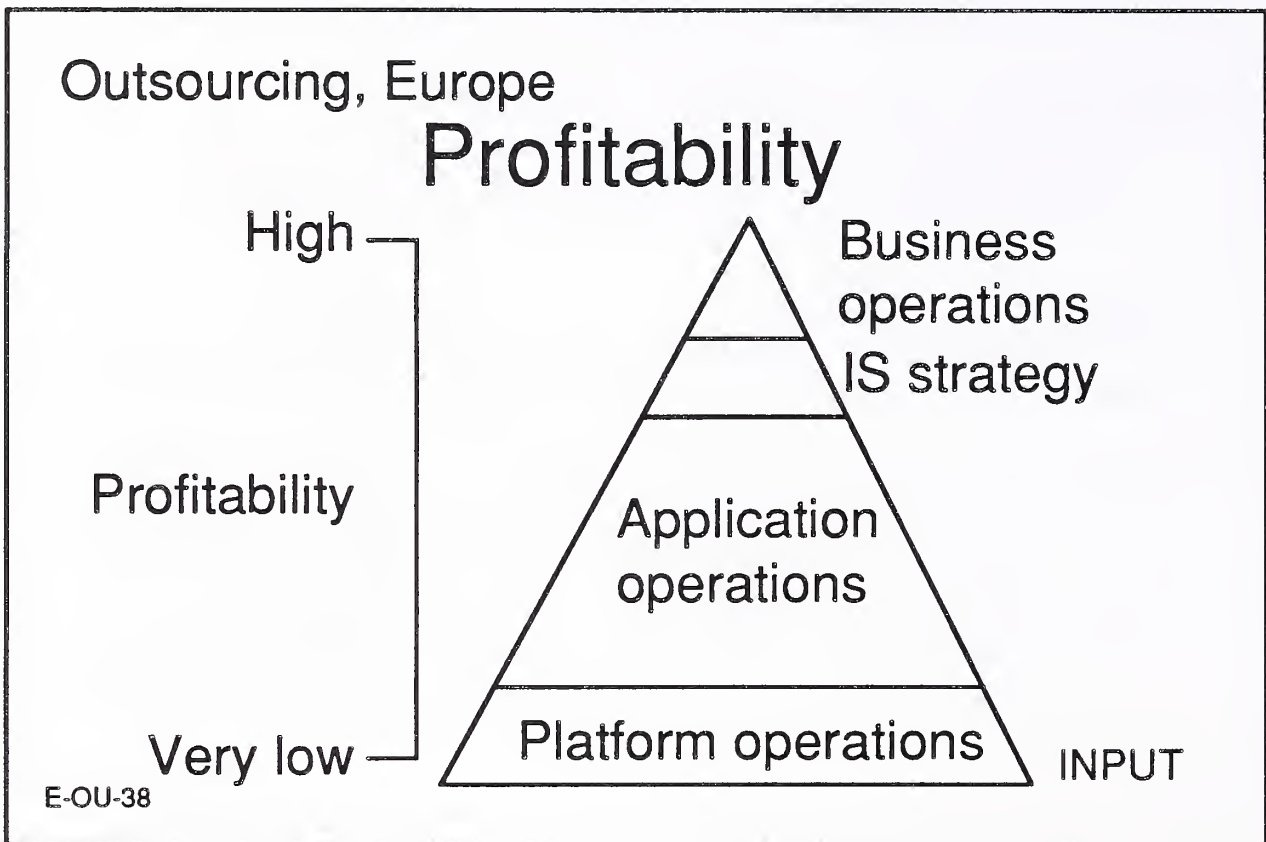 Outsourcing, Europe
Profitability
High
Business
operations
IS strategy
Profitability
Application
operations
Very low
Platform operations
INPUT
E-OU-38